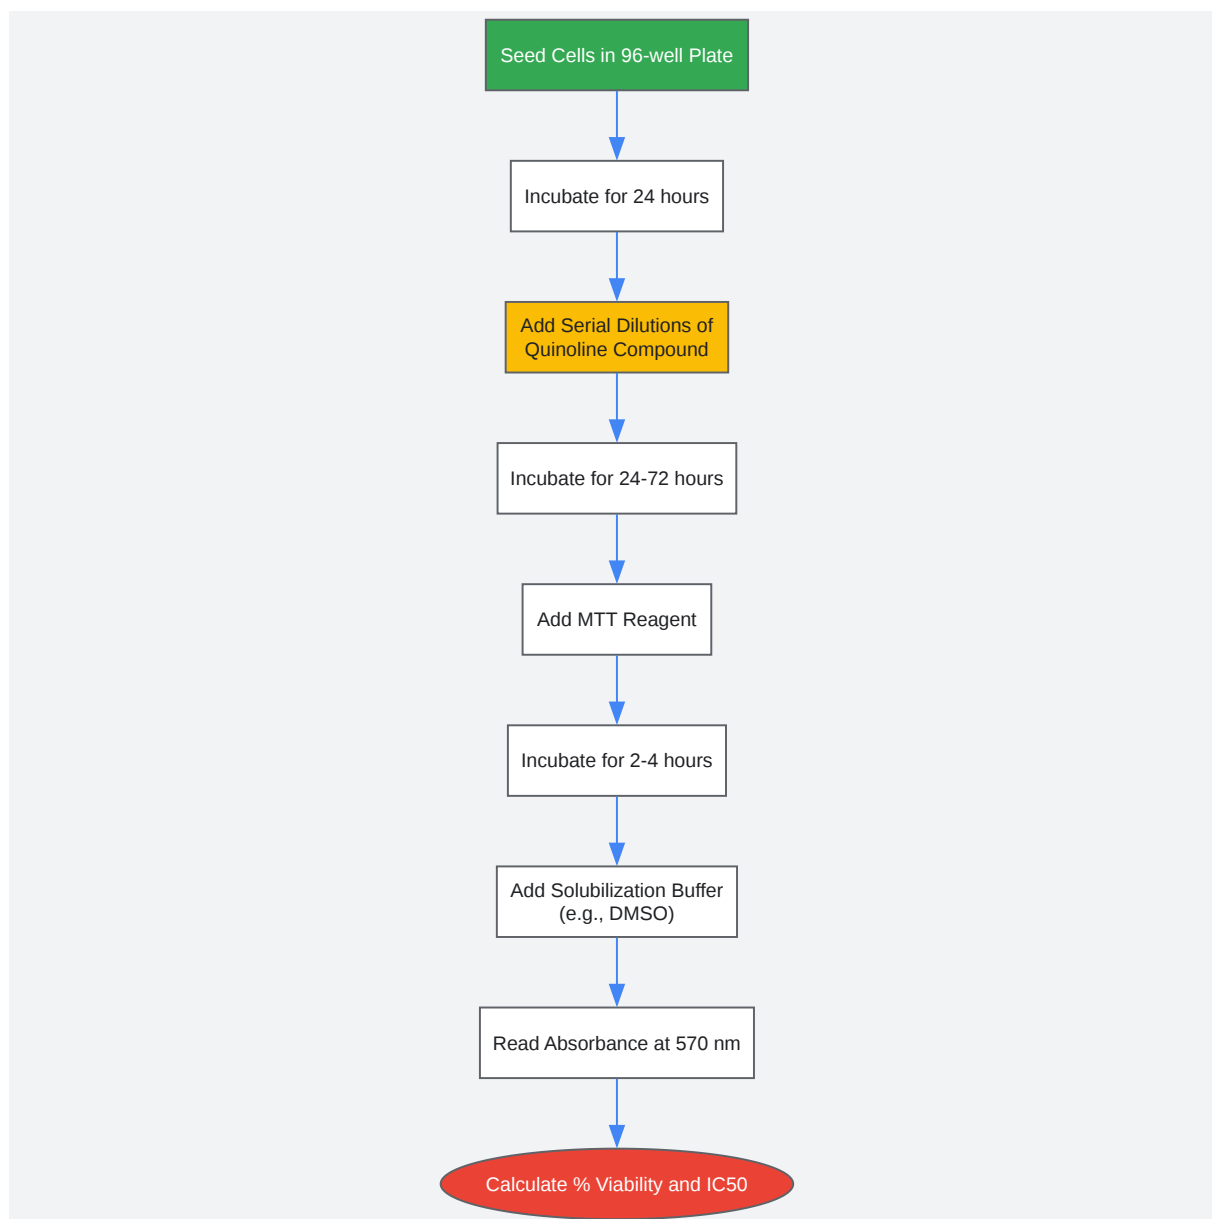 Seed Cells in 96-well Plate
Incubate for 24 hours
Add Serial Dilutions of
Quinoline Compound
Incubate for 24-72 hours
Add MTT Reagent
Incubate for 2-4 hours
Add Solubilization Buffer
(e.g., DMSO)
Read Absorbance at 570 nm
Calculate % Viability and IC50